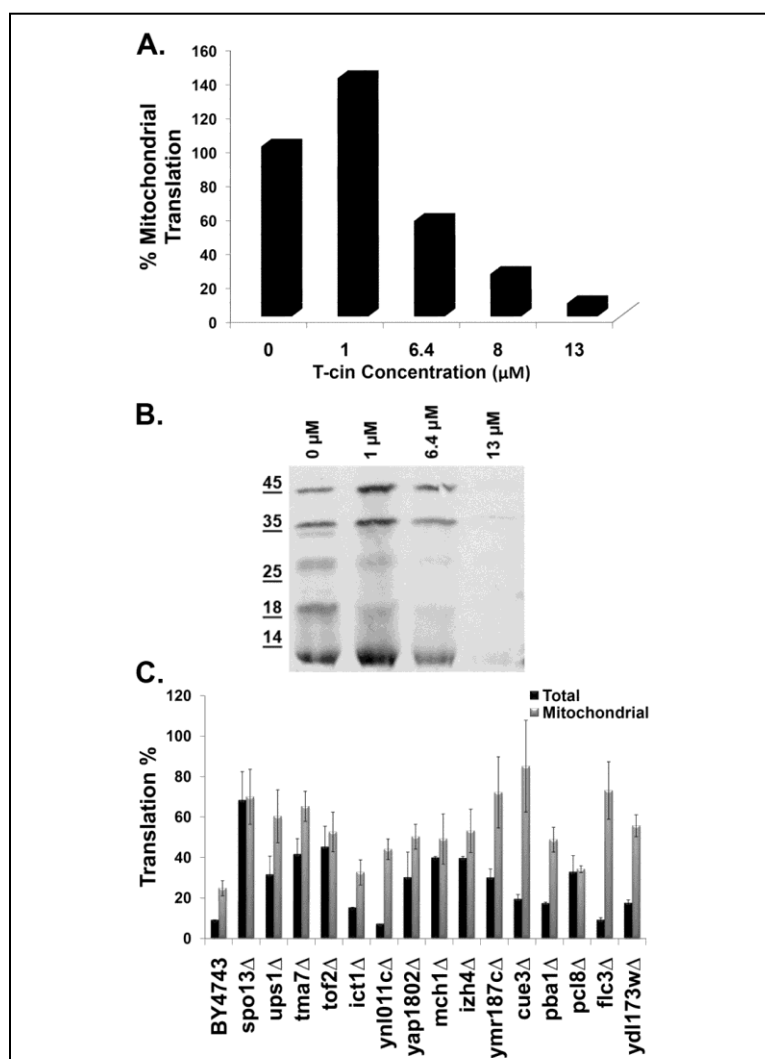 A.
% Mitochondrial
Translation
160
140
120
100
80
60
40
20
0
0 1 6.4 8 13
T-cin Concentration (µM)
B.
0 µM 1 µM 6.4 µM 13 µM
45
35
25
18
14
C.
Translation %
120
100
80
60
40
20
0
Total
Mitochondrial
BY4743
spo13Δ
ups1Δ
tma7Δ
tof2Δ
ict1Δ
ynl011cΔ
yap1802Δ
mch1Δ
izh4Δ
ymr187cΔ
cue3Δ
pba1Δ
pcl8Δ
flc3Δ
ydl173wΔ